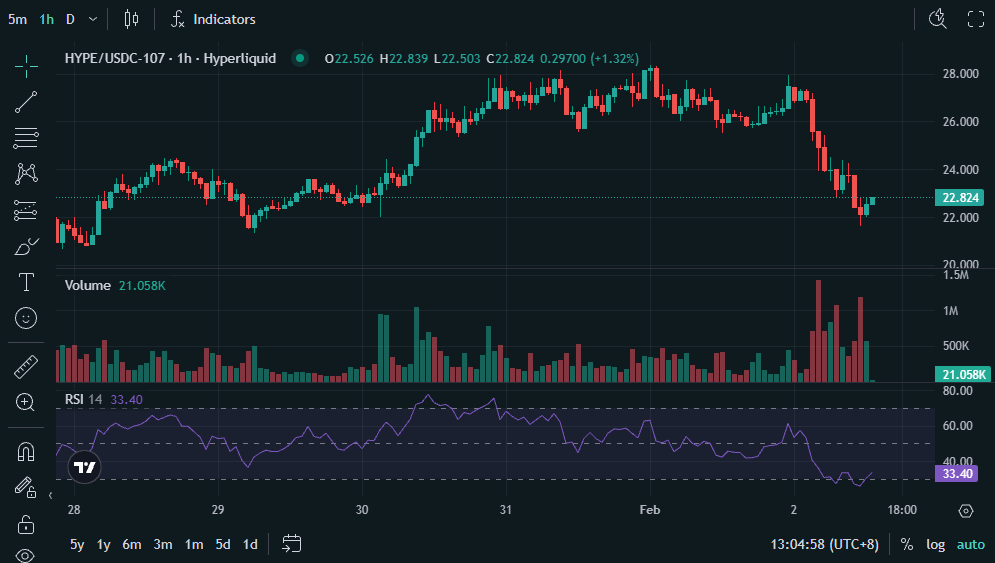 5m 1h D Indicators
HYPE/USDC-107 · 1h · Hyperliquid O22.526 H22.839 L22.503 C22.824 0.29700 (+1.32%)
28.000
26.000
24.000
22.824
22.000
20.000
Volume 21.058K
1.5M
1M
500K
21.058K
RSI 14 33.40
80.00
60.00
40.00
33.40
28 29 30 31 Feb 2 18:00
5y 1y 6m 3m 1m 5d 1d 13:04:58 (UTC+8) % log auto